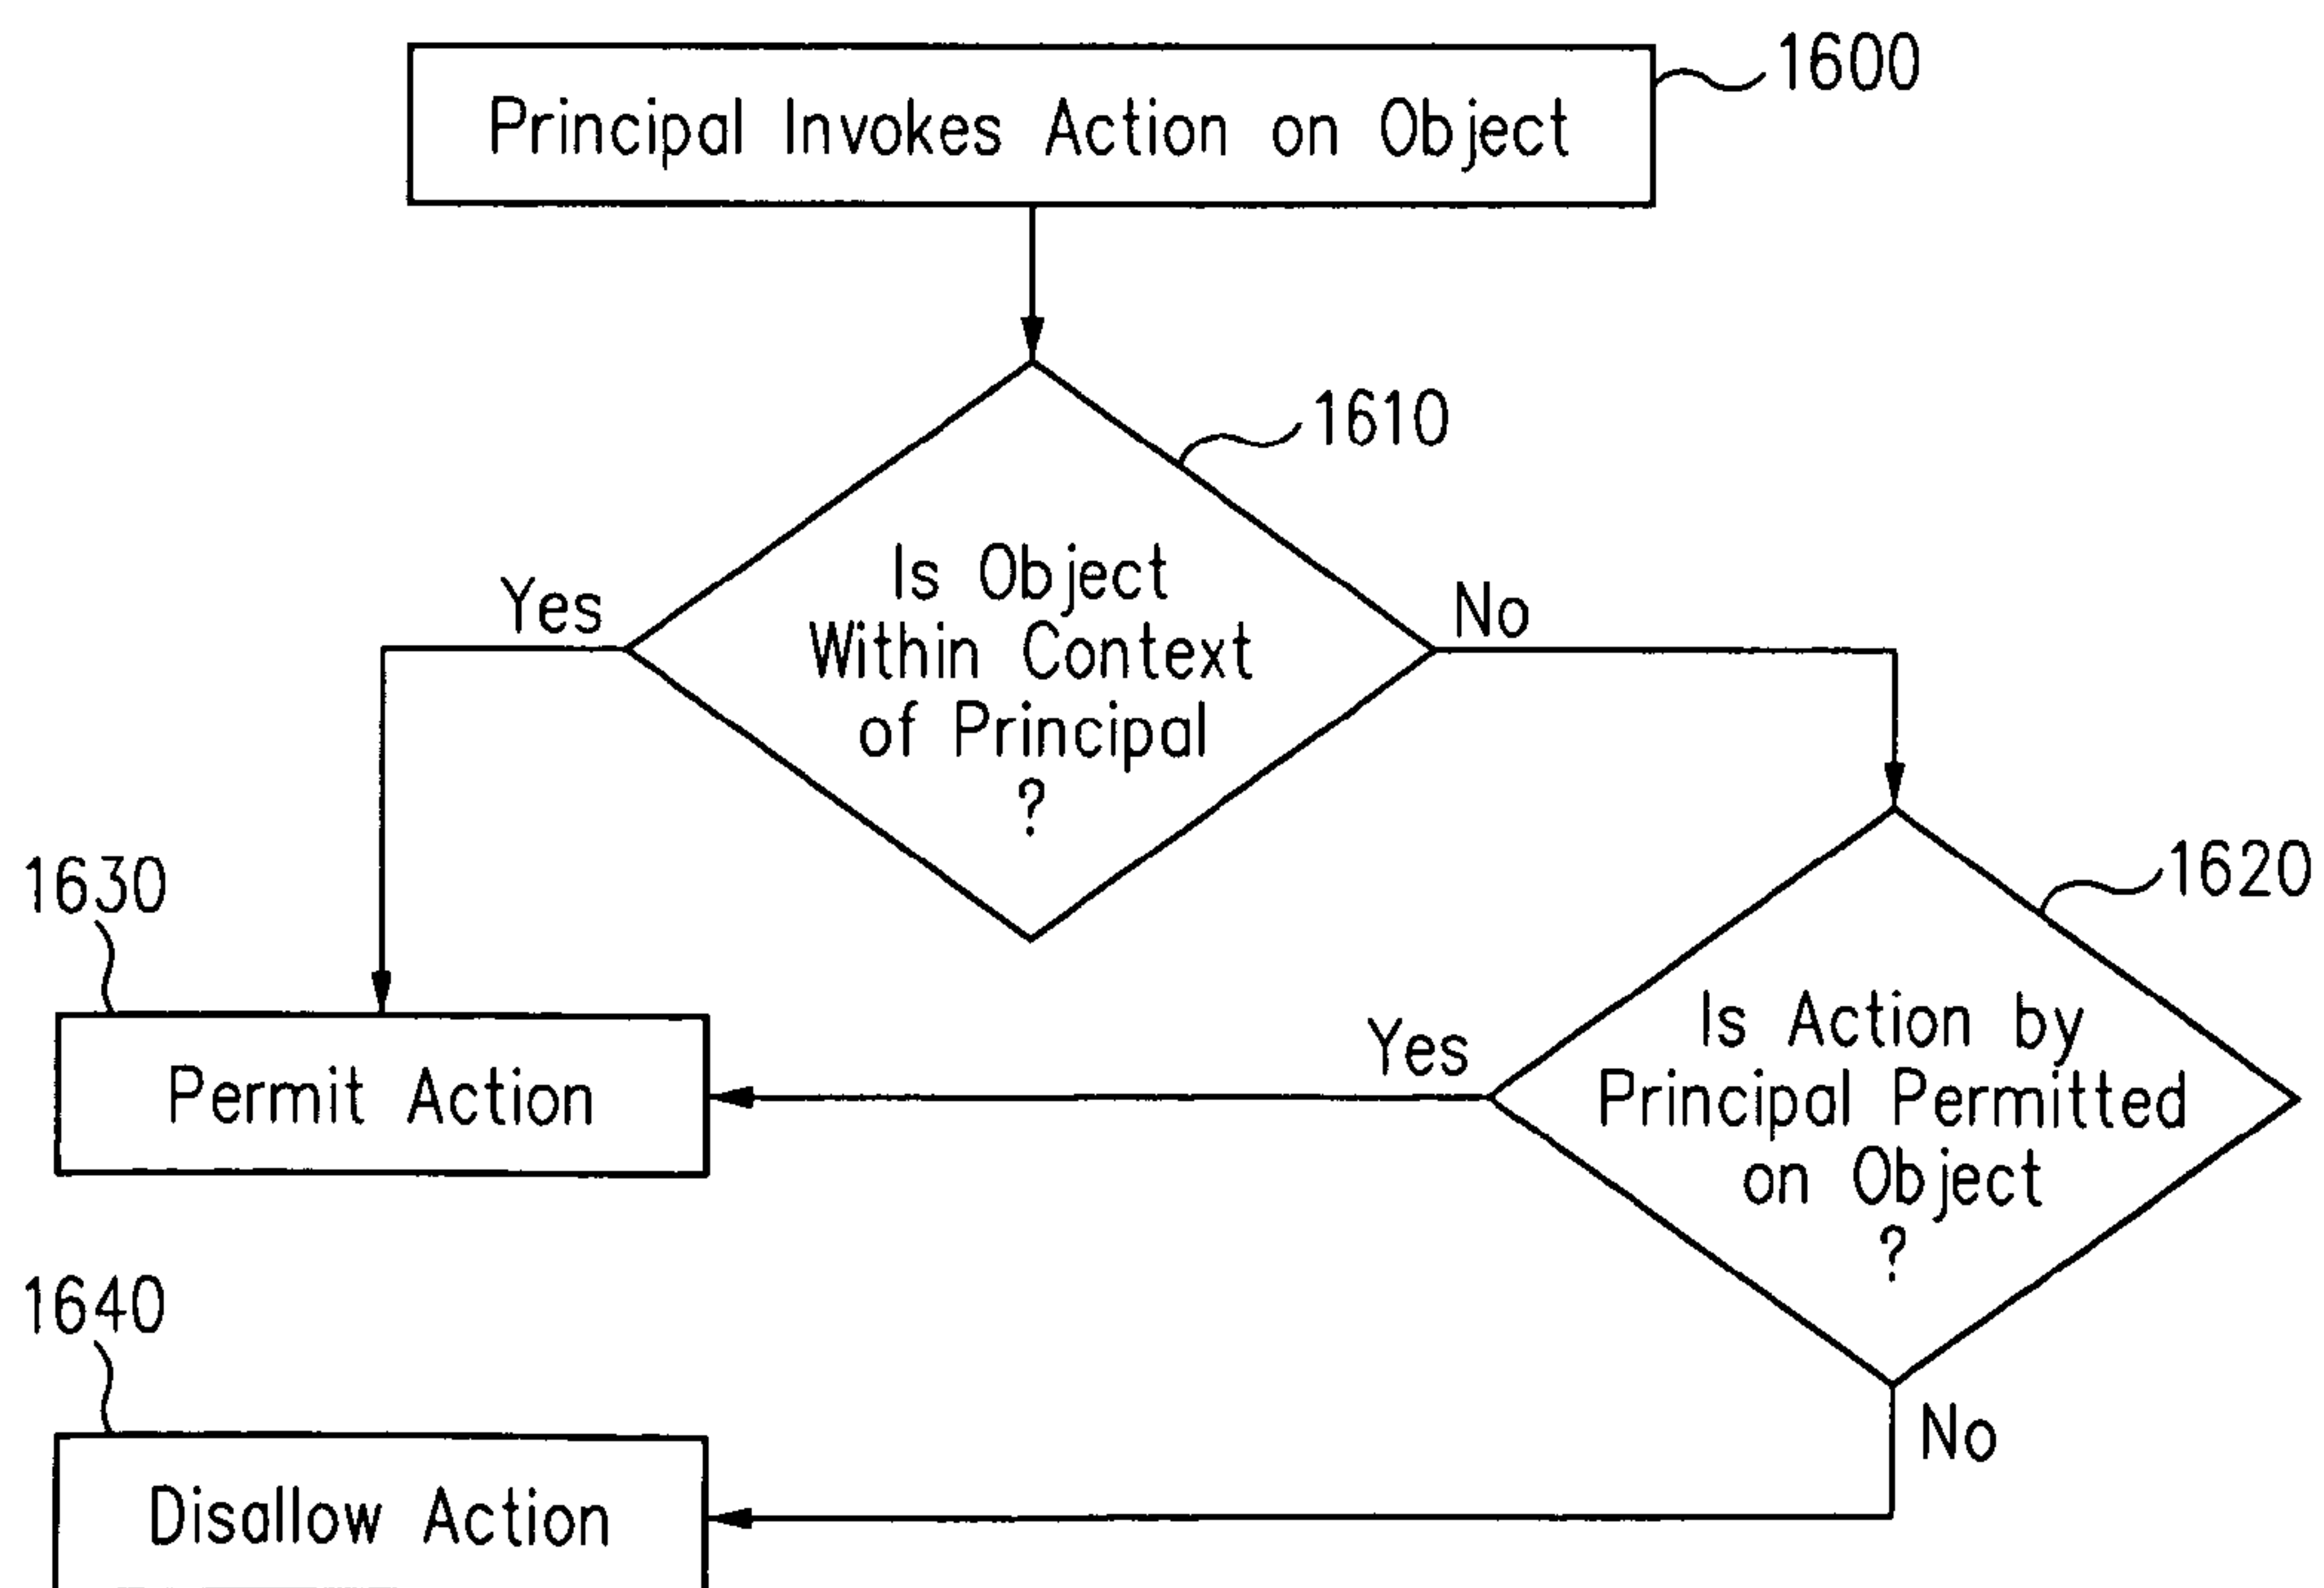 Principal Invokes Action on Object
1600
1610
Is Object
Within Context
of Principal
?
Yes
No
1630
1620
Permit Action
Yes
Is Action by
Principal Permitted
on Object
?
1640
No
Disallow Action